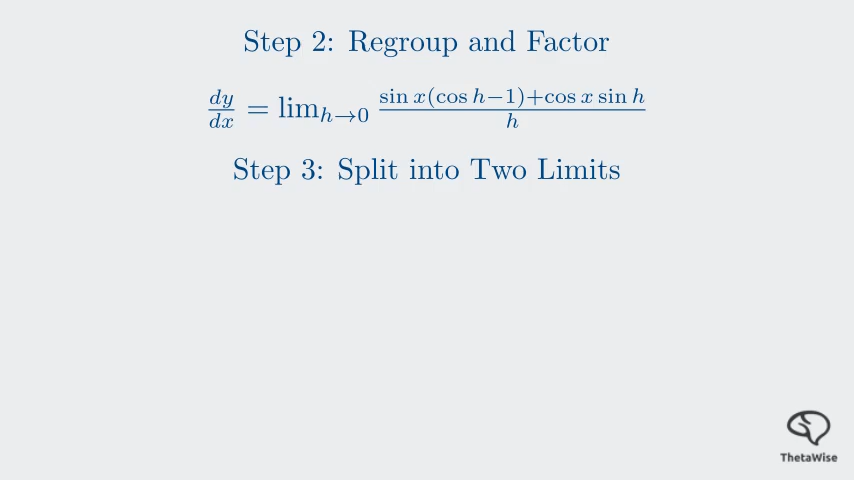 Step 2: Regroup and Factor
dy/dx = lim_{h→0} (sin x(cos h−1)+cos x sin h)/h
Step 3: Split into Two Limits
ThetaWise